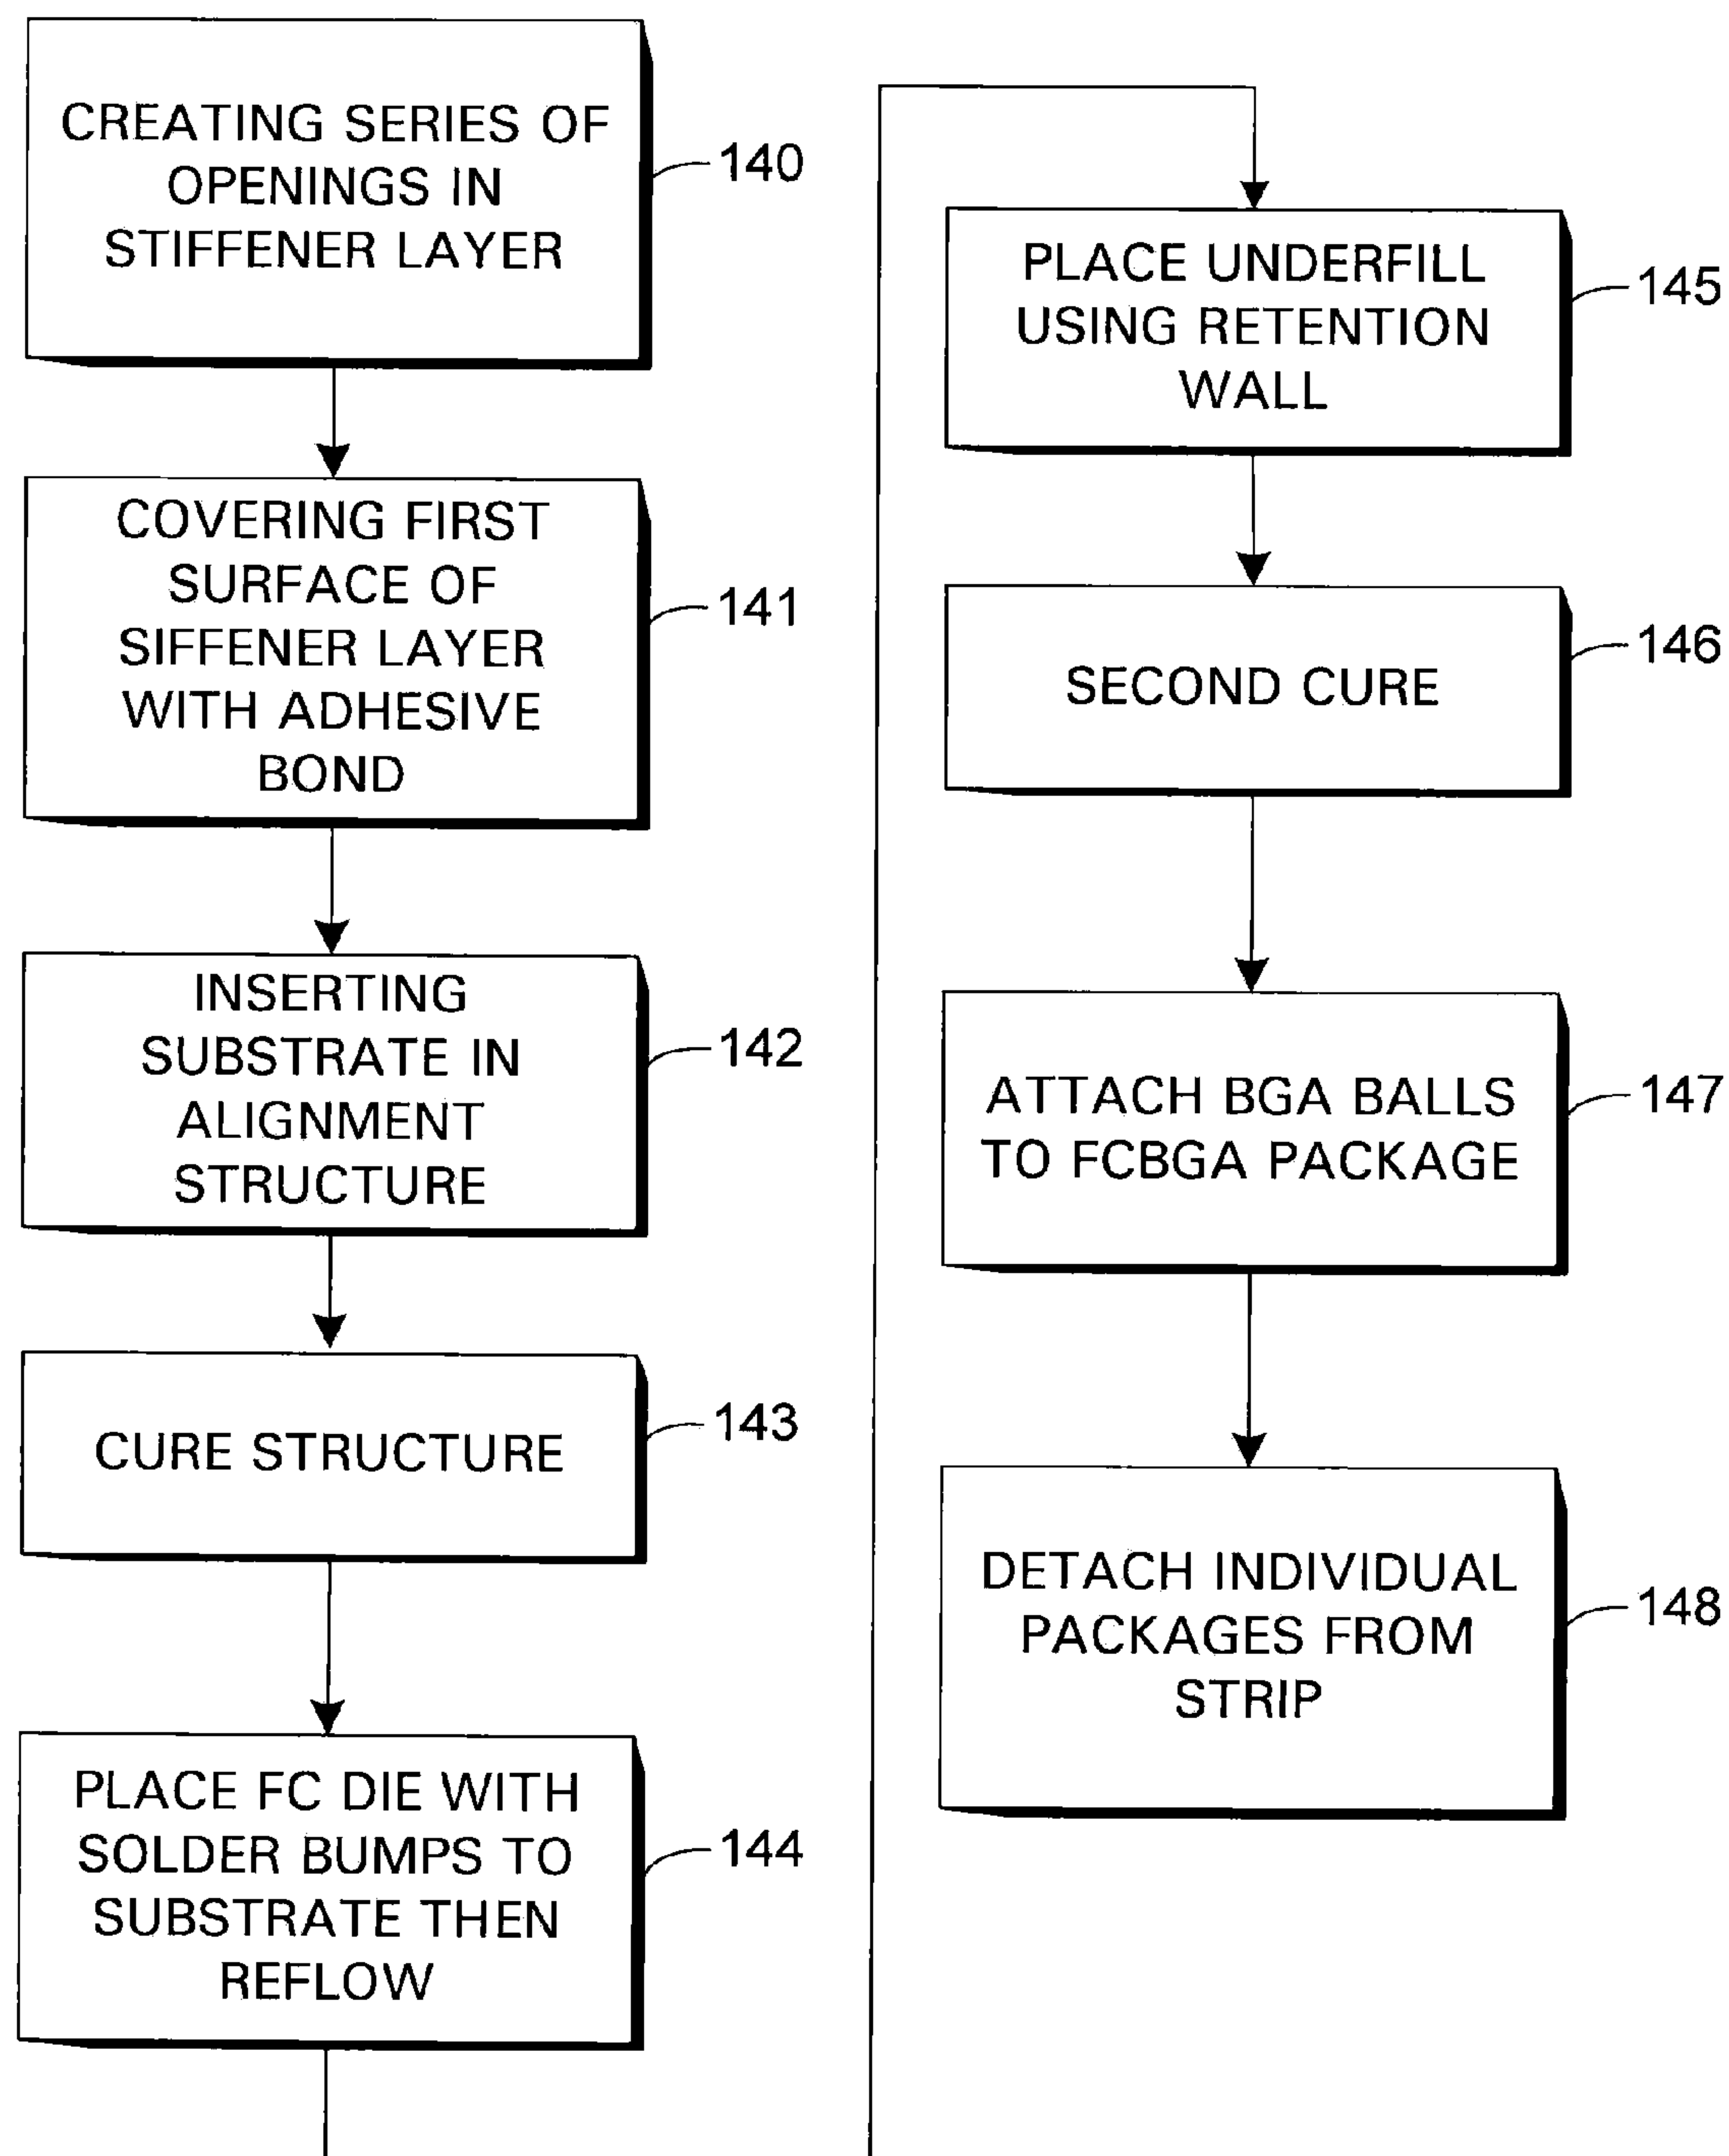 CREATING SERIES OF
OPENINGS IN
STIFFENER LAYER
140
COVERING FIRST
SURFACE OF
SIFFENER LAYER
WITH ADHESIVE
BOND
141
INSERTING
SUBSTRATE IN
ALIGNMENT
STRUCTURE
142
CURE STRUCTURE
143
PLACE FC DIE WITH
SOLDER BUMPS TO
SUBSTRATE THEN
REFLOW
144
PLACE UNDERFILL
USING RETENTION
WALL
145
SECOND CURE
146
ATTACH BGA BALLS
TO FCBGA PACKAGE
147
DETACH INDIVIDUAL
PACKAGES FROM
STRIP
148